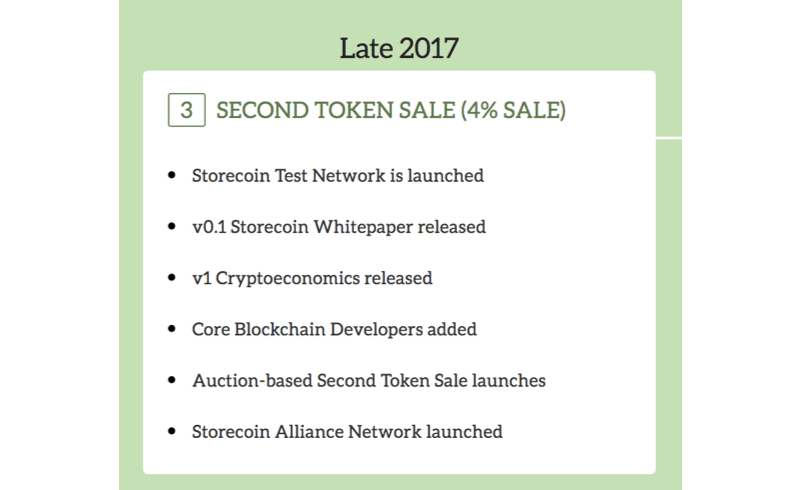 Late 2017
3 SECOND TOKEN SALE (4% SALE)
• Storecoin Test Network is launched
• v0.1 Storecoin Whitepaper released
• v1 Cryptoeconomics released
• Core Blockchain Developers added
• Auction-based Second Token Sale launches
• Storecoin Alliance Network launched